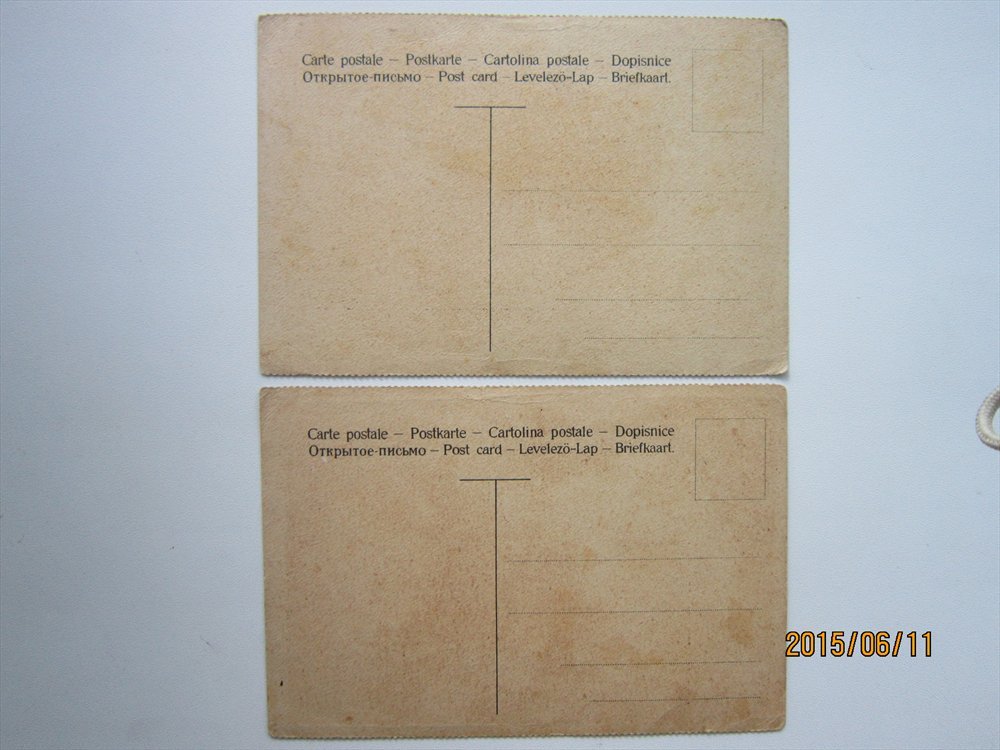 Carte postale — Postkarte — Cartolina postale — Dopisnice
Открытое-письмо — Post card — Levelezö-Lap — Briefkaart.
Carte postale — Postkarte — Cartolina postale — Dopisnice
Открытое-письмо — Post card — Levelezö-Lap — Briefkaart.
2015/06/11